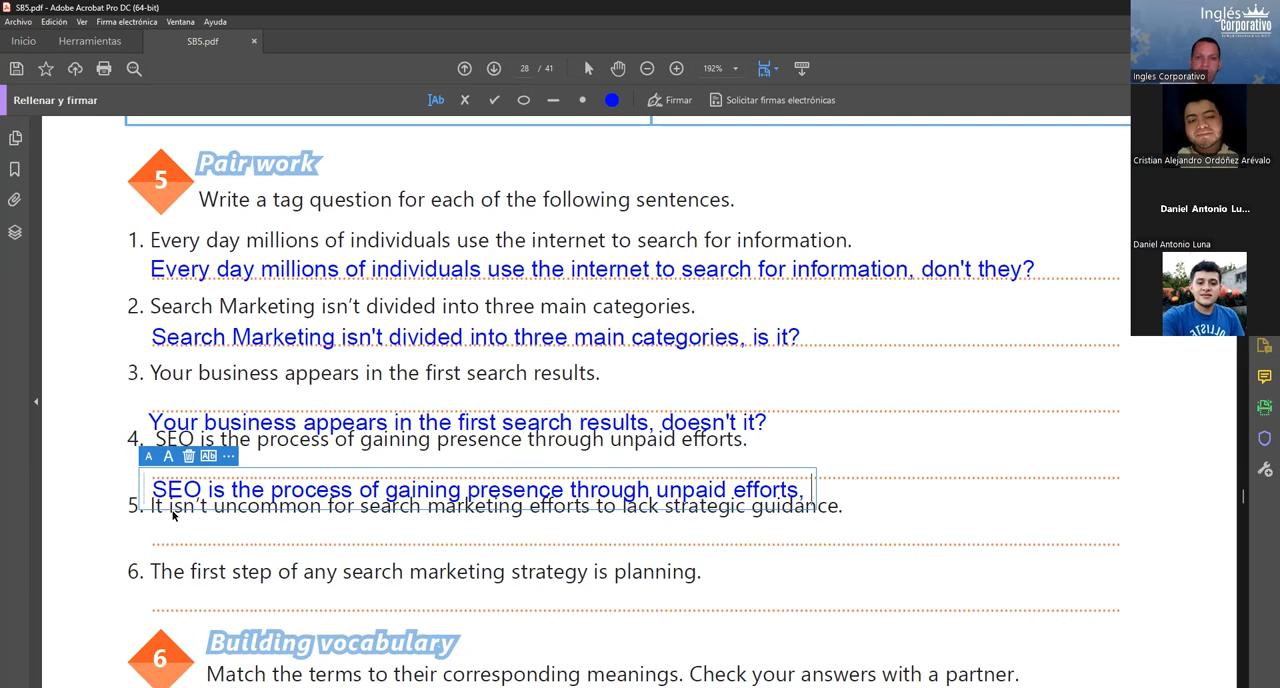 SB5.pdf - Adobe Acrobat Pro DC (64-bit)
Archivo Edición Ver Firma electrónica Ventana Ayuda
Inicio Herramientas SB5.pdf ×
28 / 41 192%
Rellenar y firmar
Ab Firmar Solicitar firmas electrónicas
Inglés
Corporativo
Ingles Corporativo
Cristian Alejandro Ordóñez Arévalo
Daniel Antonio Lu...
Daniel Antonio Luna
5 Pair work
Write a tag question for each of the following sentences.
1. Every day millions of individuals use the internet to search for information.
Every day millions of individuals use the internet to search for information, don't they?
2. Search Marketing isn’t divided into three main categories.
Search Marketing isn't divided into three main categories, is it?
3. Your business appears in the first search results.
Your business appears in the first search results, doesn't it?
4. SEO is the process of gaining presence through unpaid efforts.
A A AB ...
SEO is the process of gaining presence through unpaid efforts,
5. It isn’t uncommon for search marketing efforts to lack strategic guidance.
6. The first step of any search marketing strategy is planning.
6 Building vocabulary
Match the terms to their corresponding meanings. Check your answers with a partner.